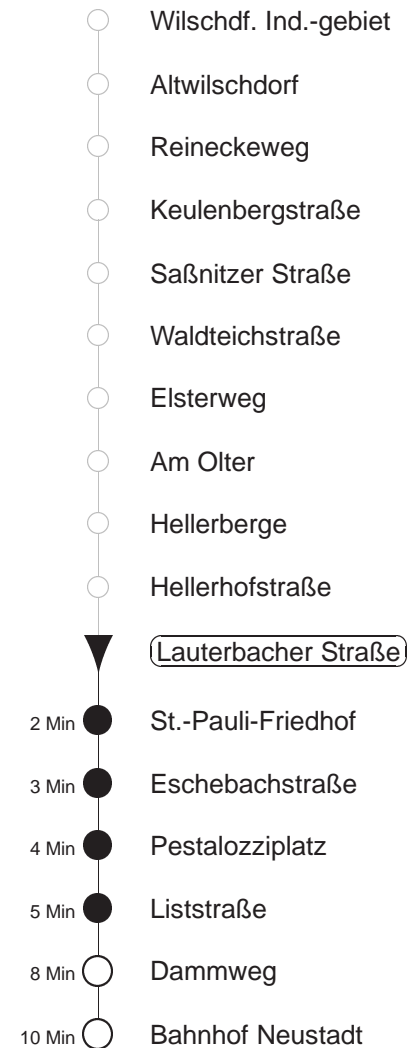 Wilschdf. Ind.-gebiet
Altwilschdorf
Reineckeweg
Keulenbergstraße
Saßnitzer Straße
Waldteichstraße
Elsterweg
Am Olter
Hellerberge
Hellerhofstraße
Lauterbacher Straße
2 Min St.-Pauli-Friedhof
3 Min Eschebachstraße
4 Min Pestalozziplatz
5 Min Liststraße
8 Min Dammweg
10 Min Bahnhof Neustadt